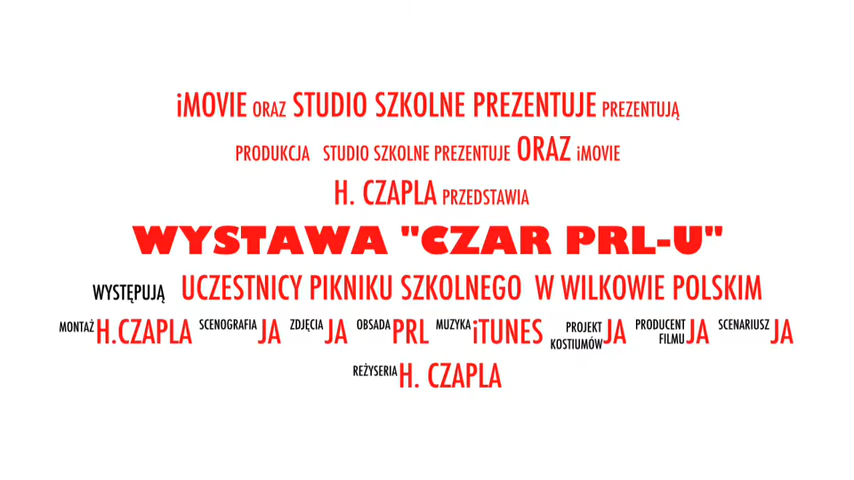 iMOVIE ORAZ STUDIO SZKOLNE PREZENTUJE PREZENTUJĄ
PRODUKCJA STUDIO SZKOLNE PREZENTUJE ORAZ iMOVIE
H. CZAPLA PRZEDSTAWIA
WYSTAWA "CZAR PRL-U"
WYSTĘPUJĄ UCZESTNICY PIKNIKU SZKOLNEGO W WILKOWIE POLSKIM
MONTAŻ H.CZAPLA SCENOGRAFIA JA ZDJĘCIA JA OBSADA PRL MUZYKA iTUNES PROJEKT KOSTIUMÓW JA PRODUCENT FILMU JA SCENARIUSZ JA
REŻYSERIA H. CZAPLA